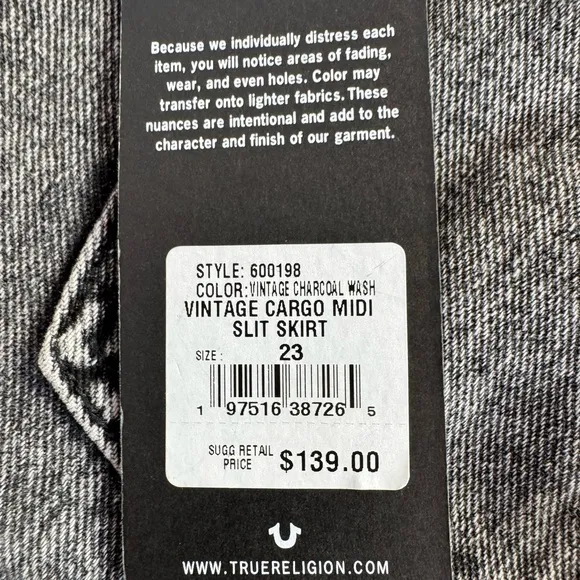 Because we individually distress each
item, you will notice areas of fading,
wear, and even holes. Color may
transfer onto lighter fabrics. These
nuances are intentional and add to the
character and finish of our garment.
STYLE: 600198
COLOR: VINTAGE CHARCOAL WASH
VINTAGE CARGO MIDI
SLIT SKIRT
SIZE: 23
1 97516 38726 5
SUGG RETAIL
PRICE $139.00
WWW.TRUERELIGION.COM